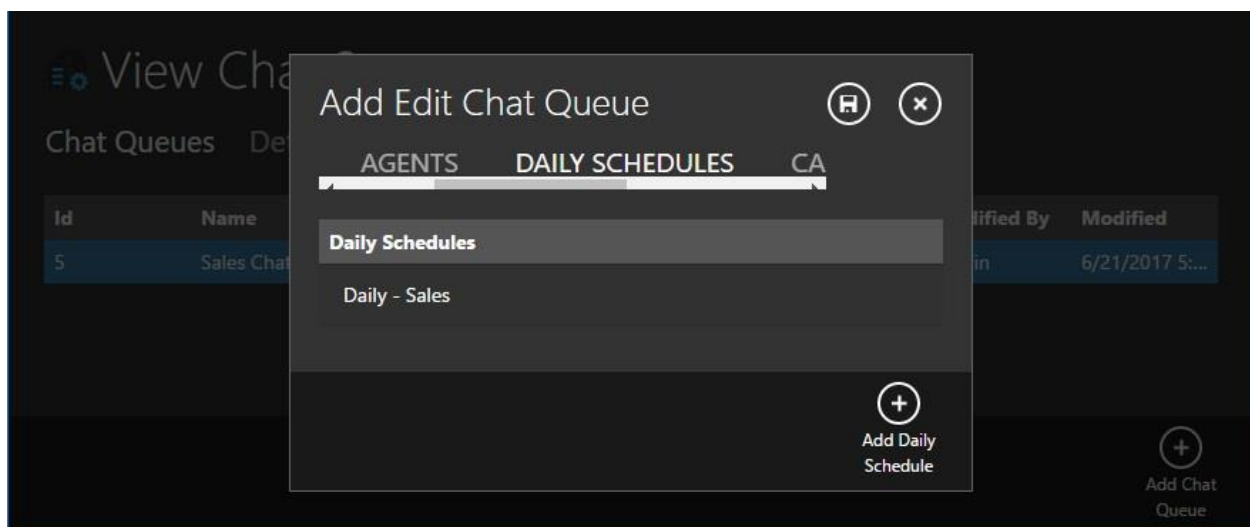 View Cha
Add Edit Chat Queue
Chat Queues De
AGENTS DAILY SCHEDULES CA
Id Name dified By Modified
Daily Schedules
5 Sales Chat in 6/21/2017 5:...
Daily - Sales
Add Daily
Schedule
Add Chat
Queue